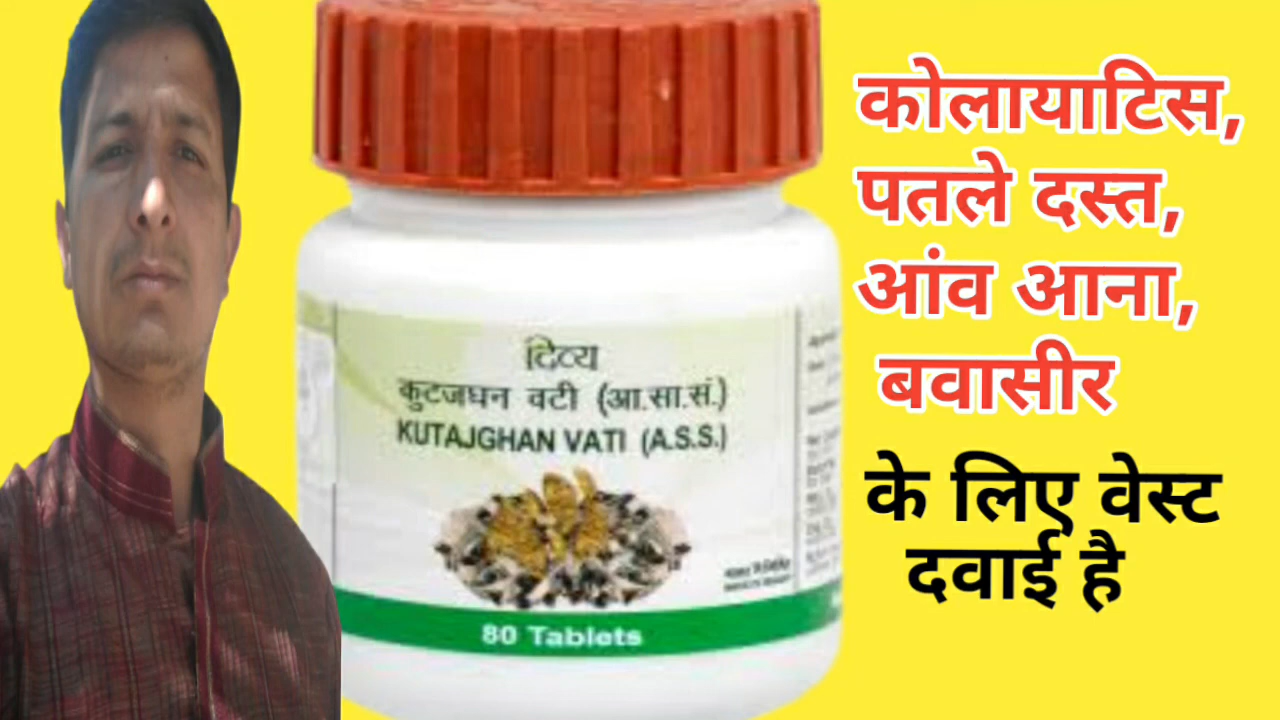 कोलायाटिस,
पतले दस्त,
आंव आना,
बवासीर
के लिए वेस्ट
दवाई है
दिव्य
कुटजघन वटी (आ.सा.सं.)
KUTAJGHAN VATI (A.S.S.)
80 Tablets